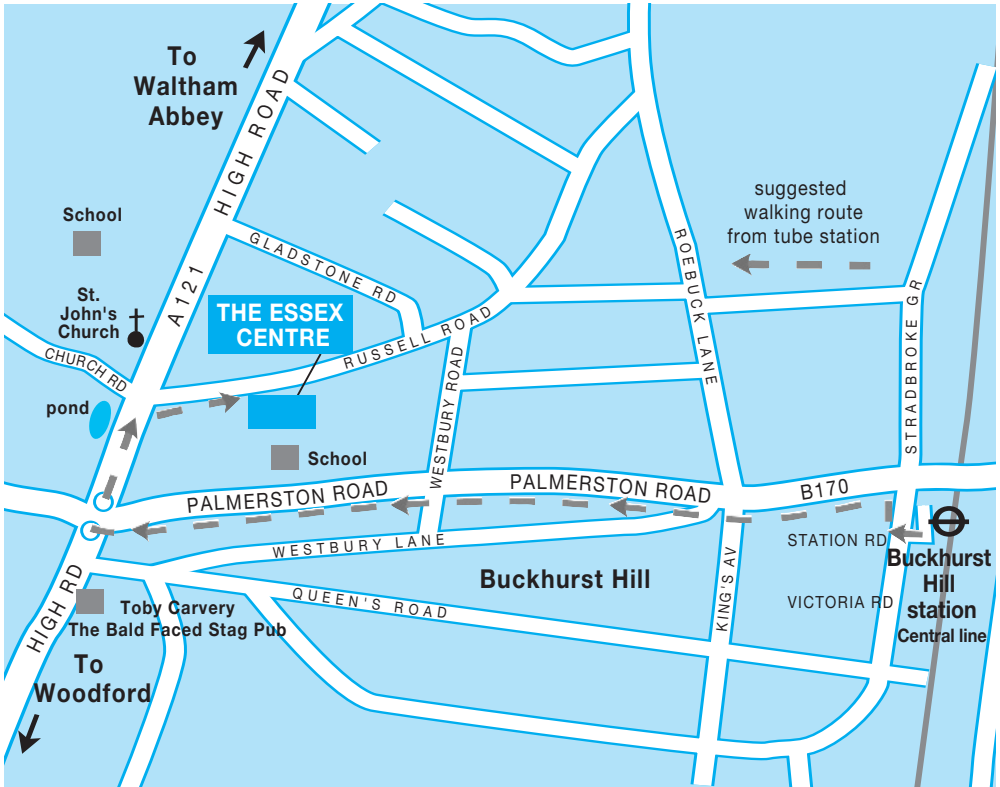 To
Waltham
Abbey
HIGH ROAD
A121
School
St.
John's
Church
CHURCH RD
pond
GLADSTONE RD
THE ESSEX
CENTRE
RUSSELL ROAD
WESTBURY ROAD
ROEBUCK LANE
suggested
walking route
from tube station
STRADBROKE GR
School
PALMERSTON ROAD
PALMERSTON ROAD
B170
WESTBURY LANE
STATION RD
Buckhurst
Hill
station
Central line
Buckhurst Hill
QUEEN'S ROAD
KING'S AV
VICTORIA RD
HIGH RD
Toby Carvery
The Bald Faced Stag Pub
To
Woodford